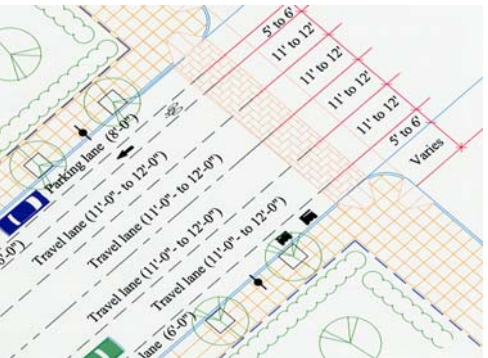 5' to 6'
11' to 12'
11' to 12'
11' to 12'
11' to 12'
5' to 6'
Varies
Parking lane (8'-0")
Travel lane (11'-0"- to 12'-0")
Travel lane (11'-0"- to 12'-0")
Travel lane (11'-0"- to 12'-0")
Travel lane (11'-0"- to 12'-0")
lane (6'-0")